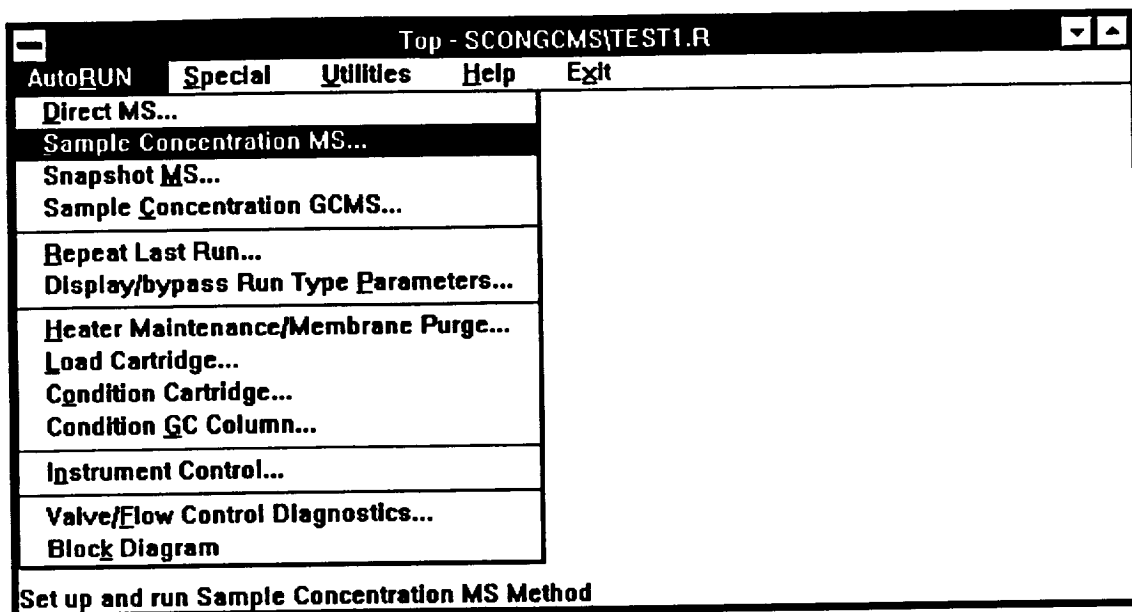 Top - SCONGCMS\TEST1.R
AutoRUN Special Utilities Help Exit
Direct MS...
Sample Concentration MS...
Snapshot MS...
Sample Concentration GCMS...
Repeat Last Run...
Display/bypass Run Type Parameters...
Heater Maintenance/Membrane Purge...
Load Cartridge...
Condition Cartridge...
Condition GC Column...
Instrument Control...
Valve/Flow Control Diagnostics...
Block Diagram
Set up and run Sample Concentration MS Method